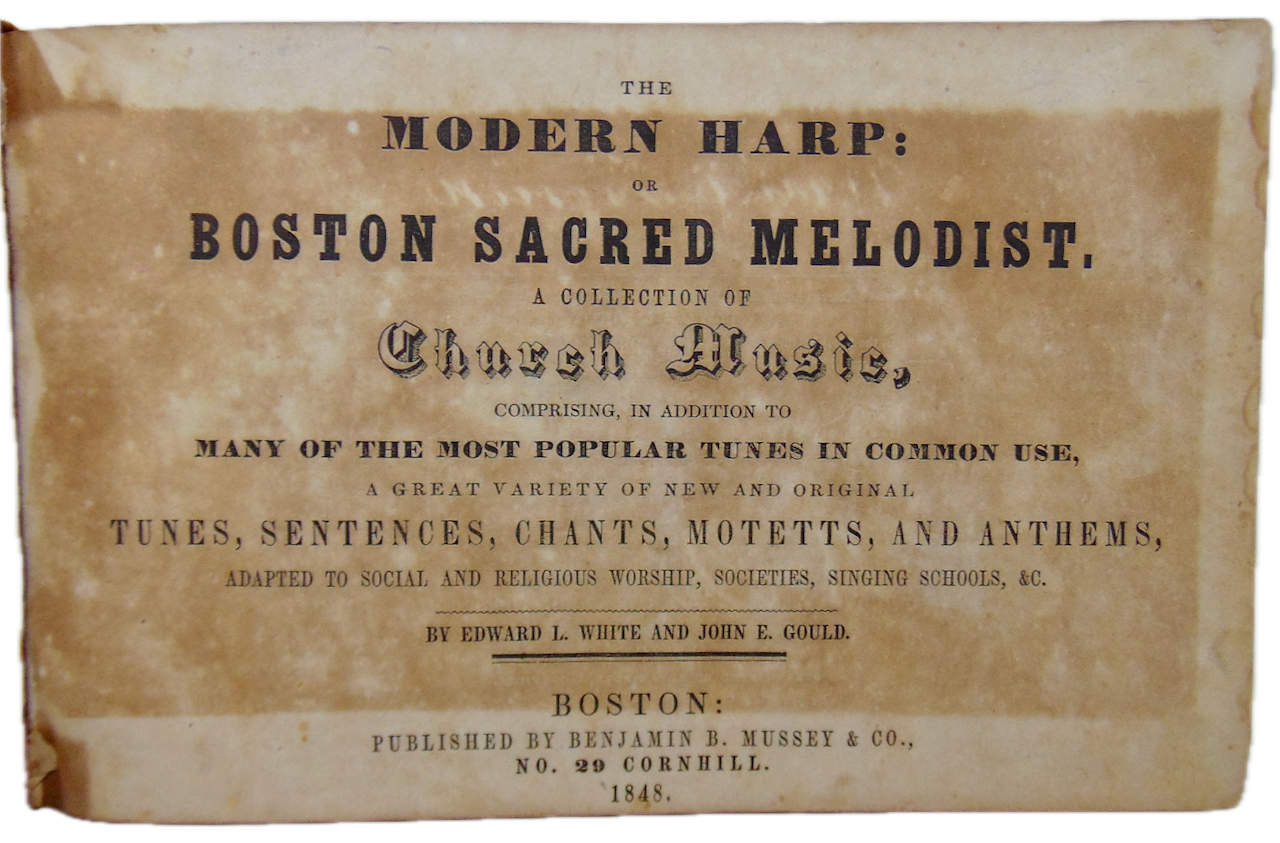 THE
MODERN HARP:
OR
BOSTON SACRED MELODIST.
A COLLECTION OF
Church Music,
COMPRISING, IN ADDITION TO
MANY OF THE MOST POPULAR TUNES IN COMMON USE,
A GREAT VARIETY OF NEW AND ORIGINAL
TUNES, SENTENCES, CHANTS, MOTETTS, AND ANTHEMS,
ADAPTED TO SOCIAL AND RELIGIOUS WORSHIP, SOCIETIES, SINGING SCHOOLS, &C.
BY EDWARD L. WHITE AND JOHN E. GOULD.
BOSTON:
PUBLISHED BY BENJAMIN B. MUSSEY & CO.,
NO. 29 CORNHILL.
1848.